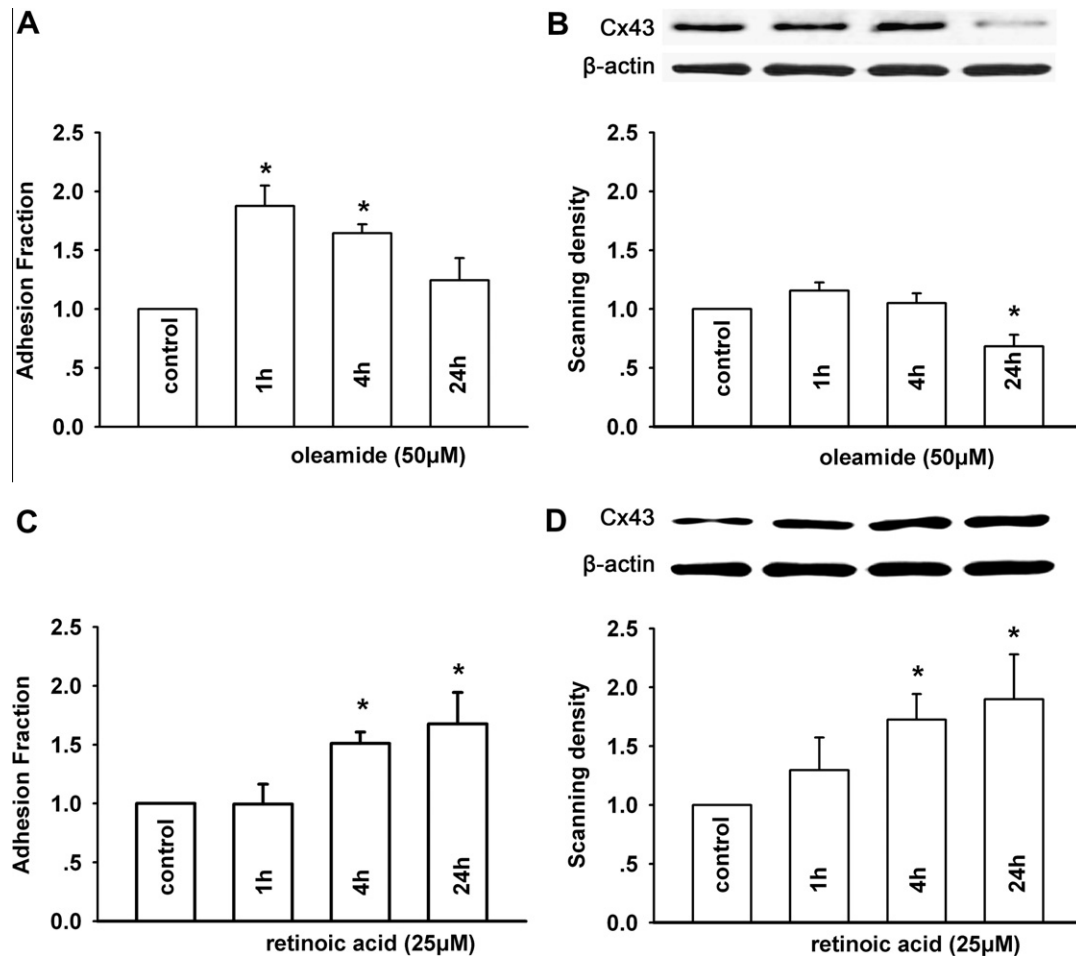 A
Adhesion Fraction
2.5
2.0
1.5
1.0
.5
0.0
*
*
control
1h
4h
24h
oleamide (50µM)
B
Cx43
β-actin
Scanning density
2.5
2.0
1.5
1.0
.5
0.0
*
control
1h
4h
24h
oleamide (50µM)
C
Adhesion Fraction
2.5
2.0
1.5
1.0
.5
0.0
*
*
control
1h
4h
24h
retinoic acid (25µM)
D
Cx43
β-actin
Scanning density
2.5
2.0
1.5
1.0
.5
0.0
*
*
control
1h
4h
24h
retinoic acid (25µM)